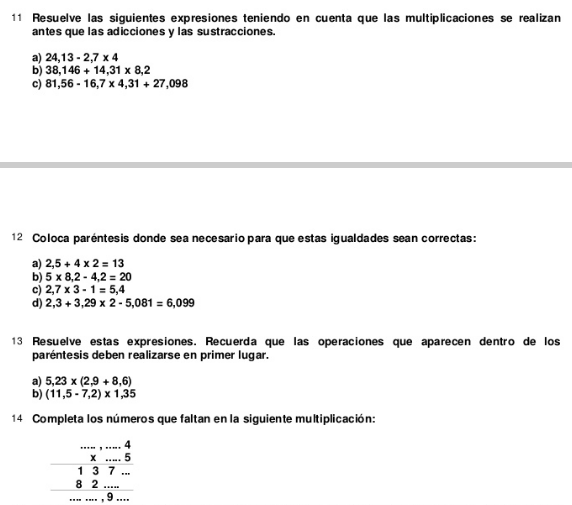 11 Resuelve las siguientes expresiones teniendo en cuenta que las multiplicaciones se realizan
antes que las adicciones y las sustracciones.
a) 24,13 - 2,7 x 4
b) 38,146 + 14,31 x 8,2
c) 81,56 - 16,7 x 4,31 + 27,098
12 Coloca paréntesis donde sea necesario para que estas igualdades sean correctas:
a) 2,5 + 4 x 2 = 13
b) 5 x 8,2 - 4,2 = 20
c) 2,7 x 3 - 1 = 5,4
d) 2,3 + 3,29 x 2 - 5,081 = 6,099
13 Resuelve estas expresiones. Recuerda que las operaciones que aparecen dentro de los
paréntesis deben realizarse en primer lugar.
a) 5,23 x (2,9 + 8,6)
b) (11,5 - 7,2) x 1,35
14 Completa los números que faltan en la siguiente multiplicación:
..... , ..... 4
x ..... 5
1 3 7 ...
8 2 .....
.... .... , 9 ....